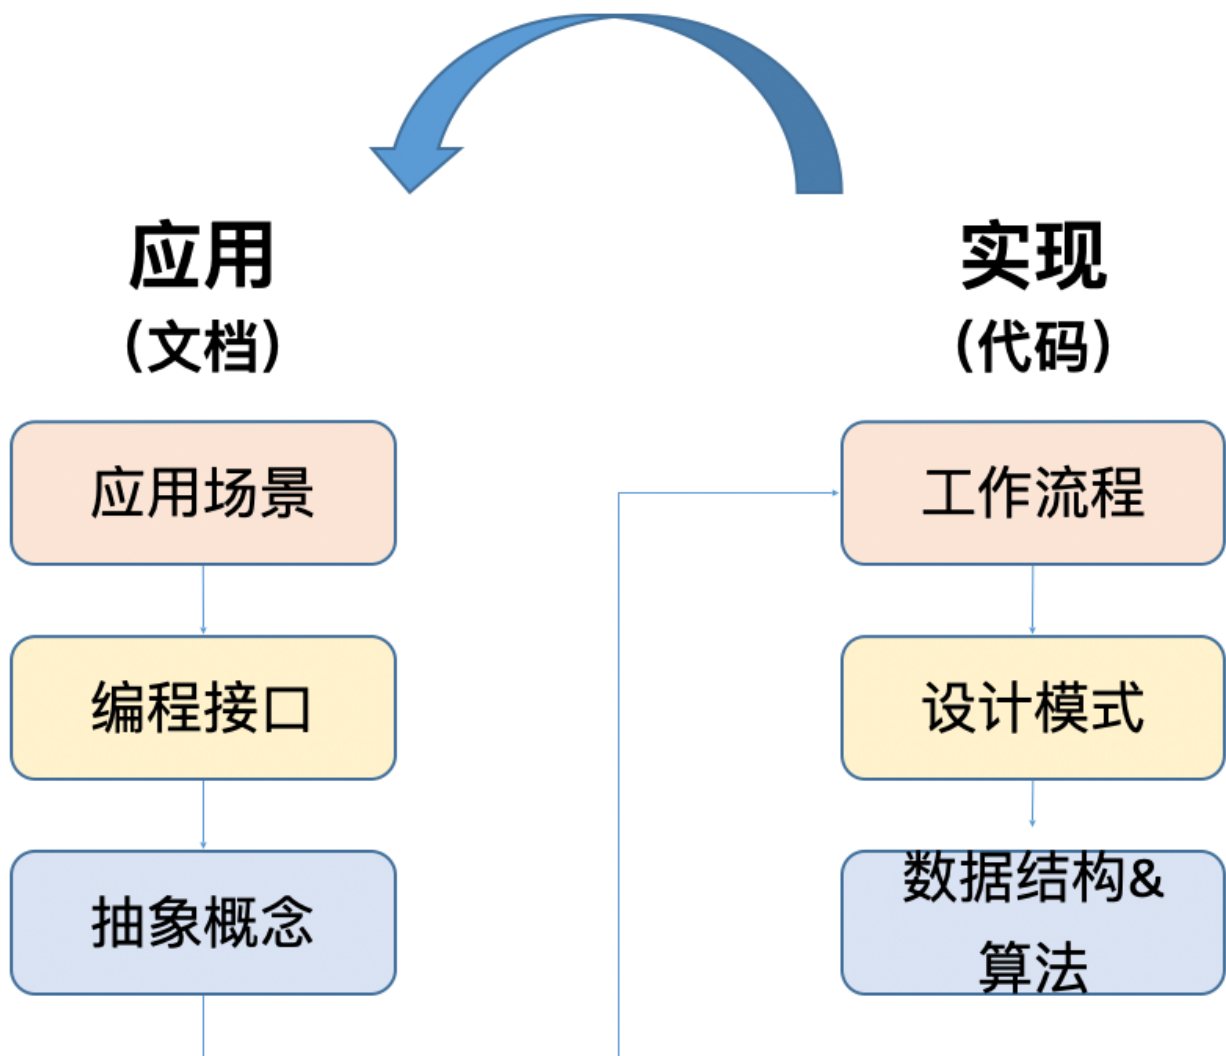 应用
（文档）
应用场景
编程接口
抽象概念
实现
（代码）
工作流程
设计模式
数据结构&
算法